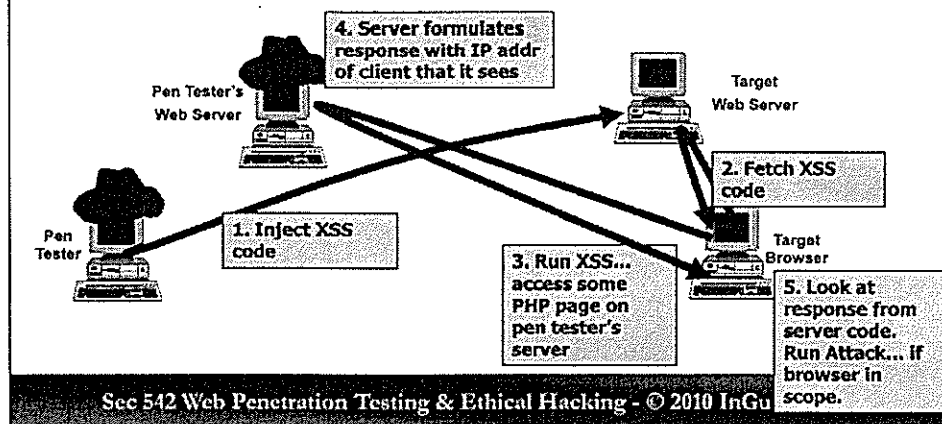 4. Server formulates
response with IP addr
of client that it sees
Pen Tester's
Web Server
Target
Web Server
2. Fetch XSS
code
Pen
Tester
1. Inject XSS
code
Target
Browser
3. Run XSS...
access some
PHP page on
pen tester's
server
5. Look at
response from
server code.
Run Attack... if
browser in
scope.
Sec 542 Web Penetration Testing & Ethical Hacking - © 2010 InGu